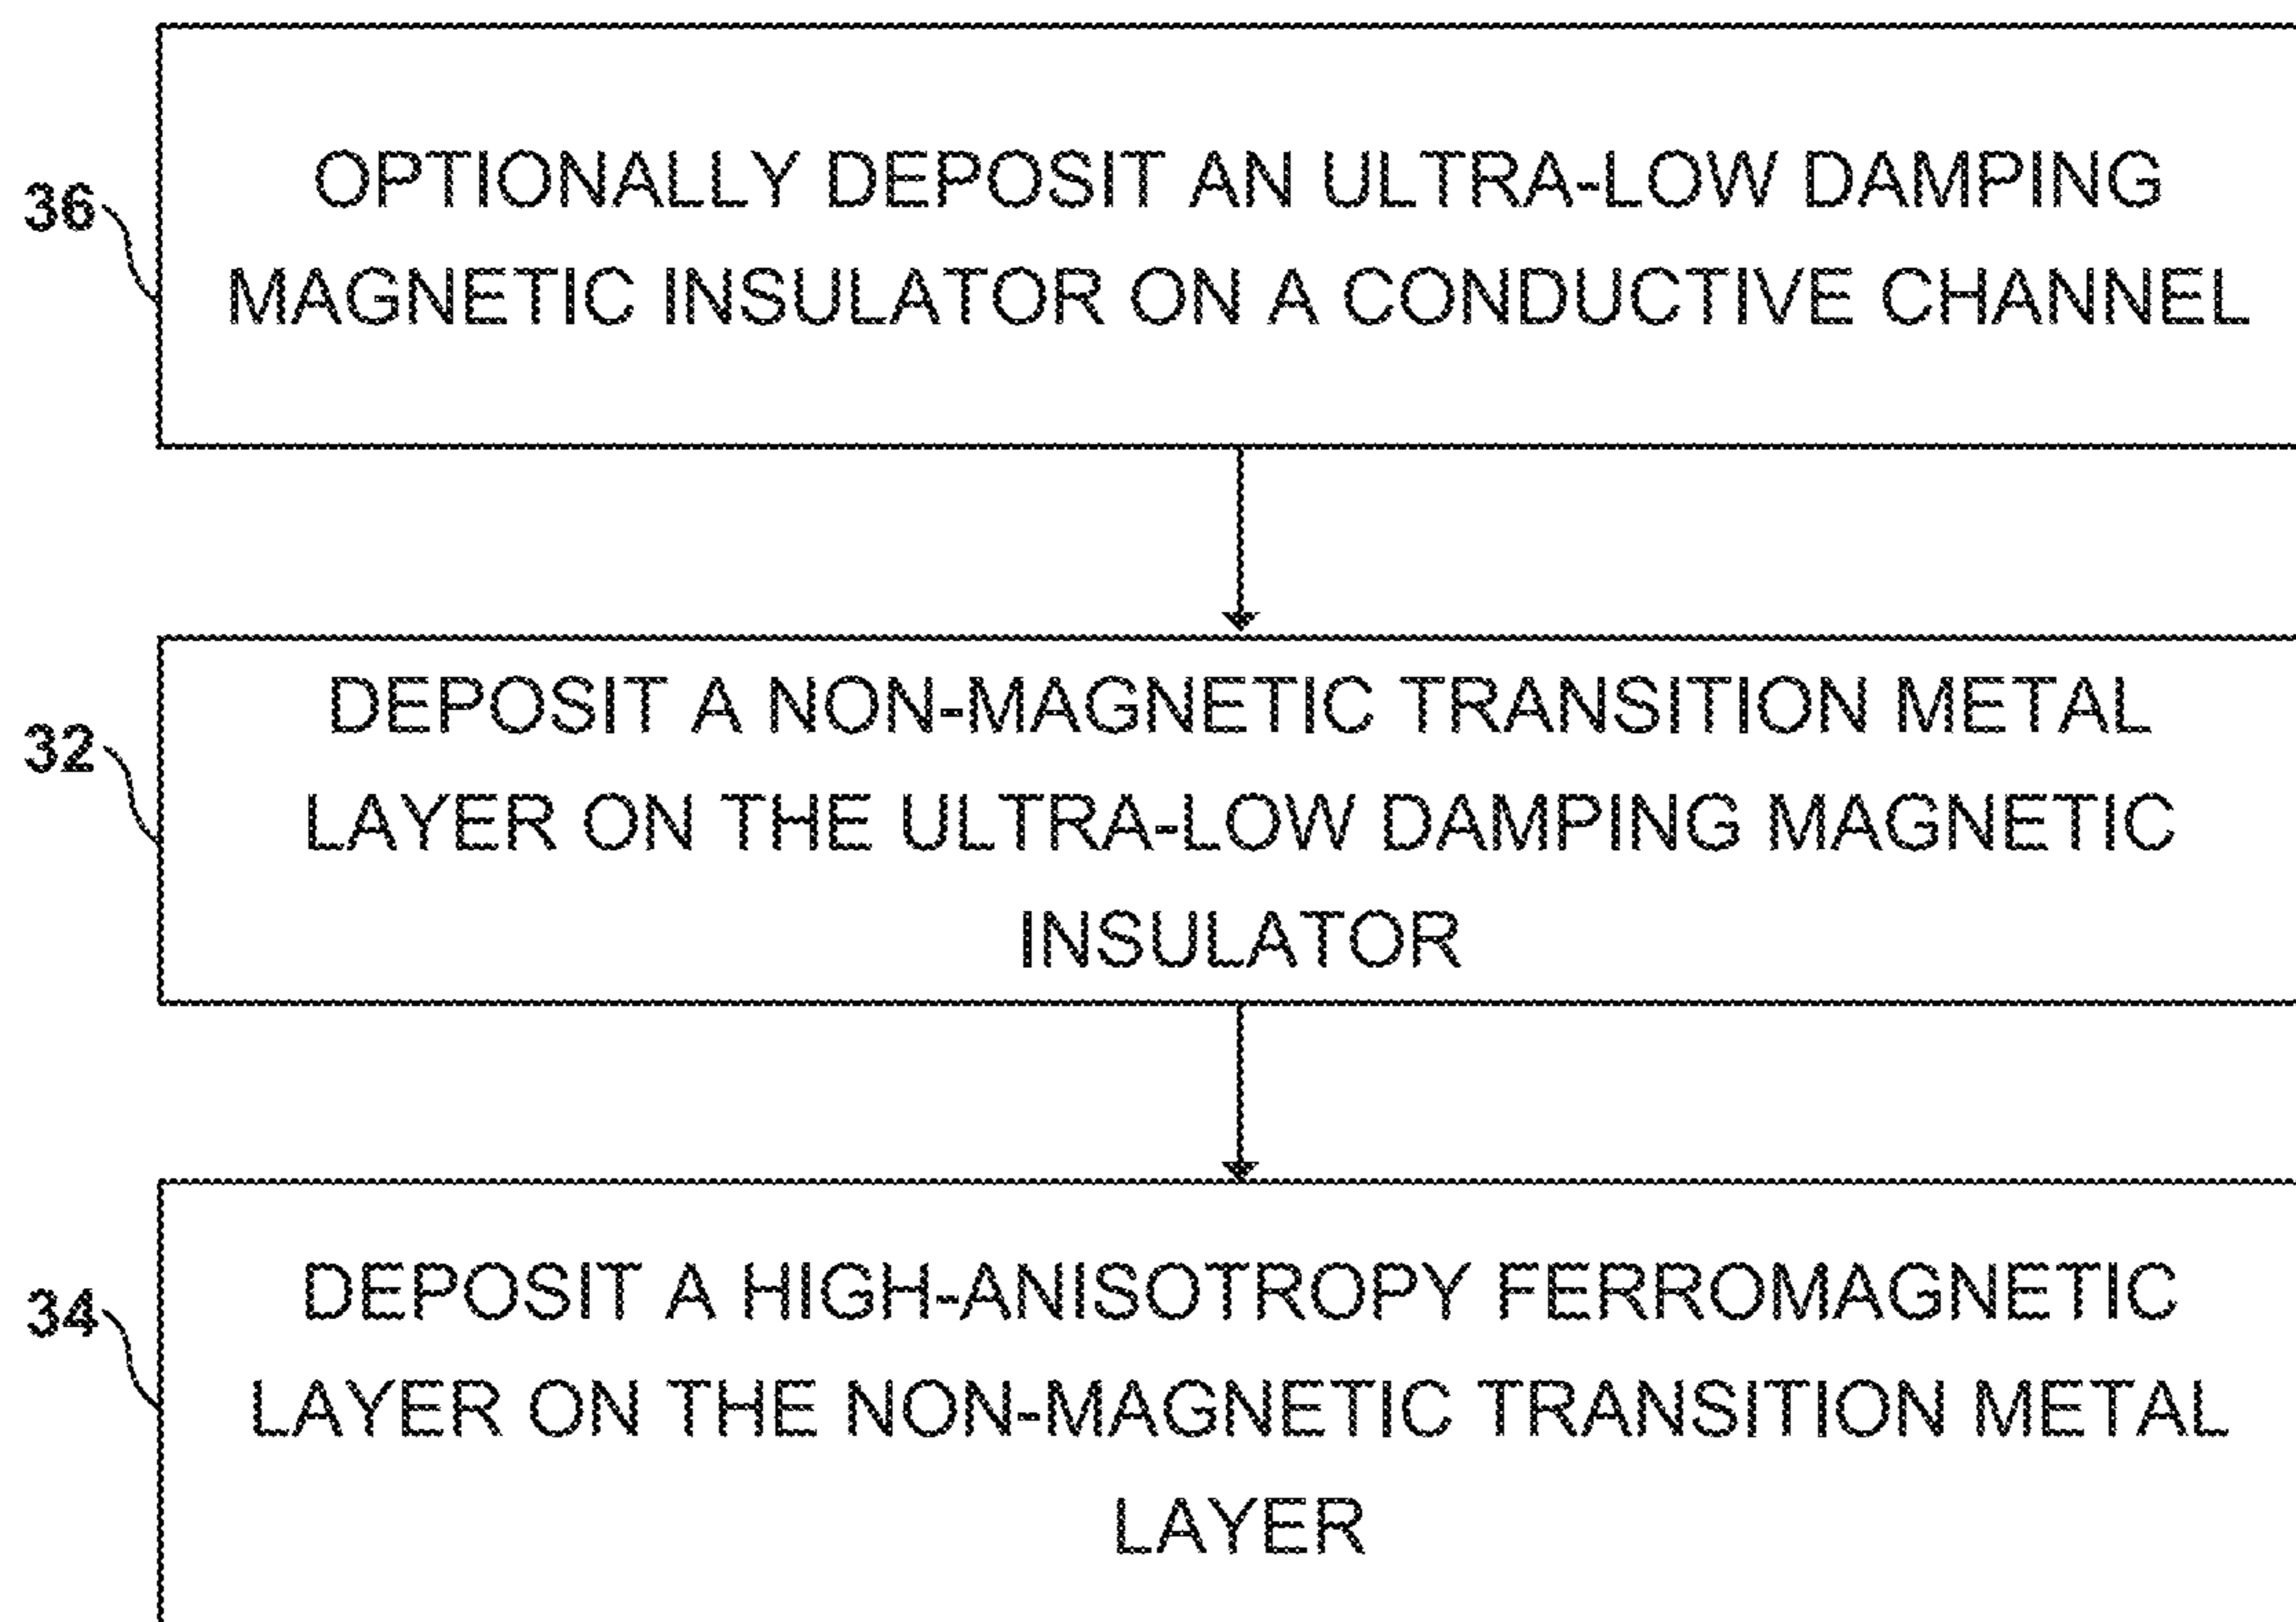 36
OPTIONALLY DEPOSIT AN ULTRA-LOW DAMPING
MAGNETIC INSULATOR ON A CONDUCTIVE CHANNEL
32
DEPOSIT A NON-MAGNETIC TRANSITION METAL
LAYER ON THE ULTRA-LOW DAMPING MAGNETIC
INSULATOR
34
DEPOSIT A HIGH-ANISOTROPY FERROMAGNETIC
LAYER ON THE NON-MAGNETIC TRANSITION METAL
LAYER